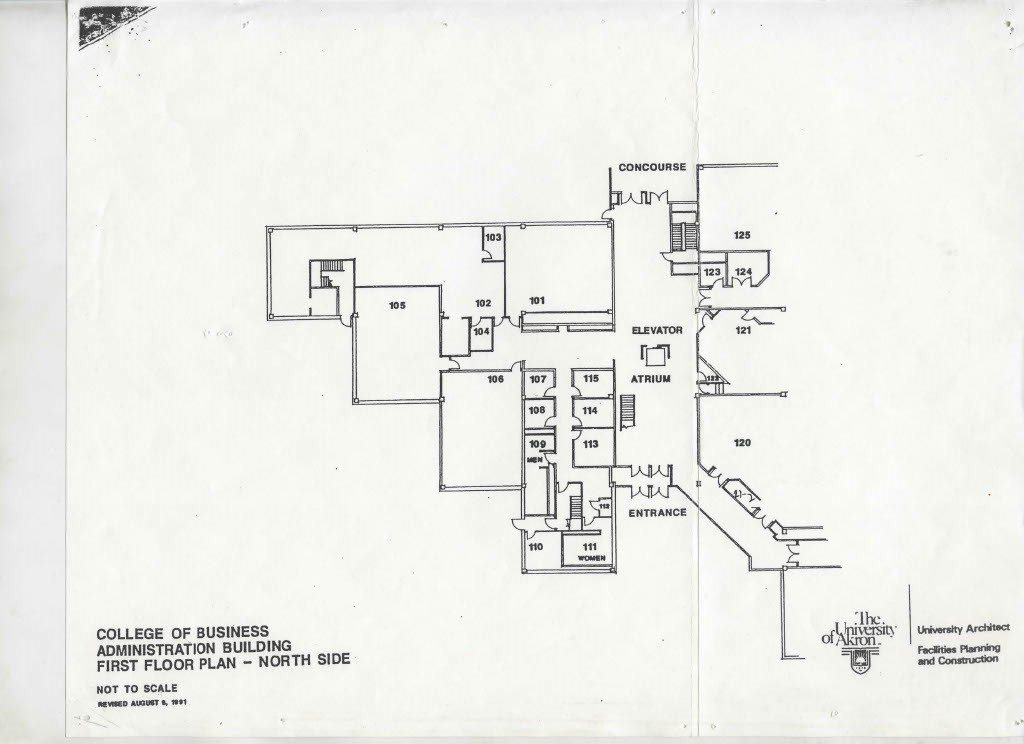 CONCOURSE
125
103
123
124
101
102
105
104
ELEVATOR
121
ATRIUM
122
106
107
115
108
114
109
113
120
MEN
112
ENTRANCE
110
111
WOMEN
COLLEGE OF BUSINESS
ADMINISTRATION BUILDING
FIRST FLOOR PLAN - NORTH SIDE
NOT TO SCALE
REVISED AUGUST 5, 1991
The
University
of Akron
University Architect
Facilities Planning
and Construction